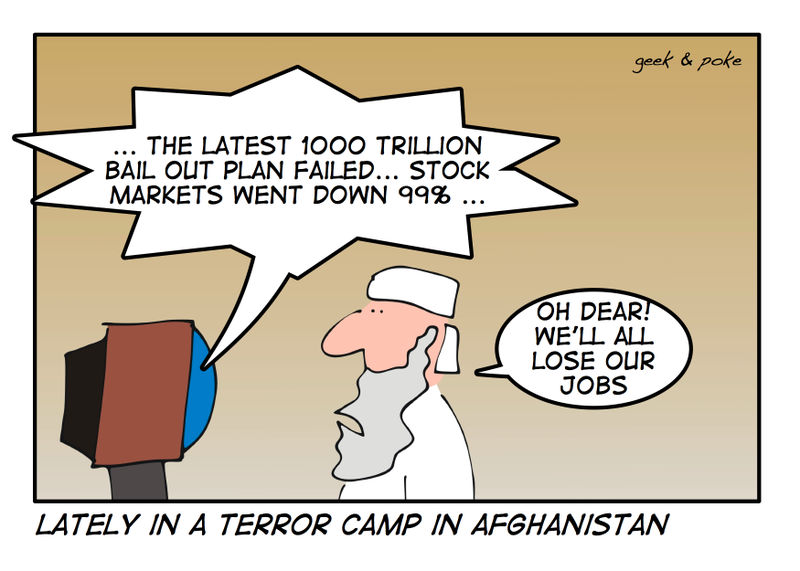 geek & poke
... THE LATEST 1000 TRILLION
BAIL OUT PLAN FAILED... STOCK
MARKETS WENT DOWN 99% ...
OH DEAR!
WE'LL ALL
LOSE OUR
JOBS
LATELY IN A TERROR CAMP IN AFGHANISTAN